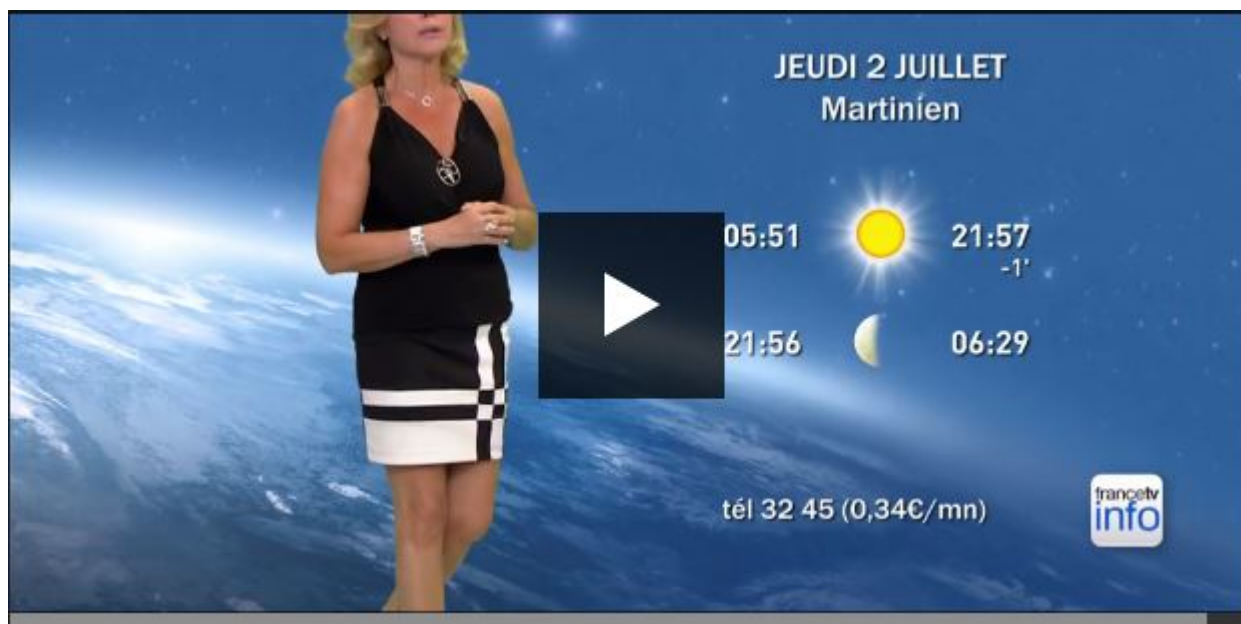 JEUDI 2 JUILLET
Martinien
05:51
21:57
-1'
21:56
06:29
tél 32 45 (0,34€/mn)
francetv
info